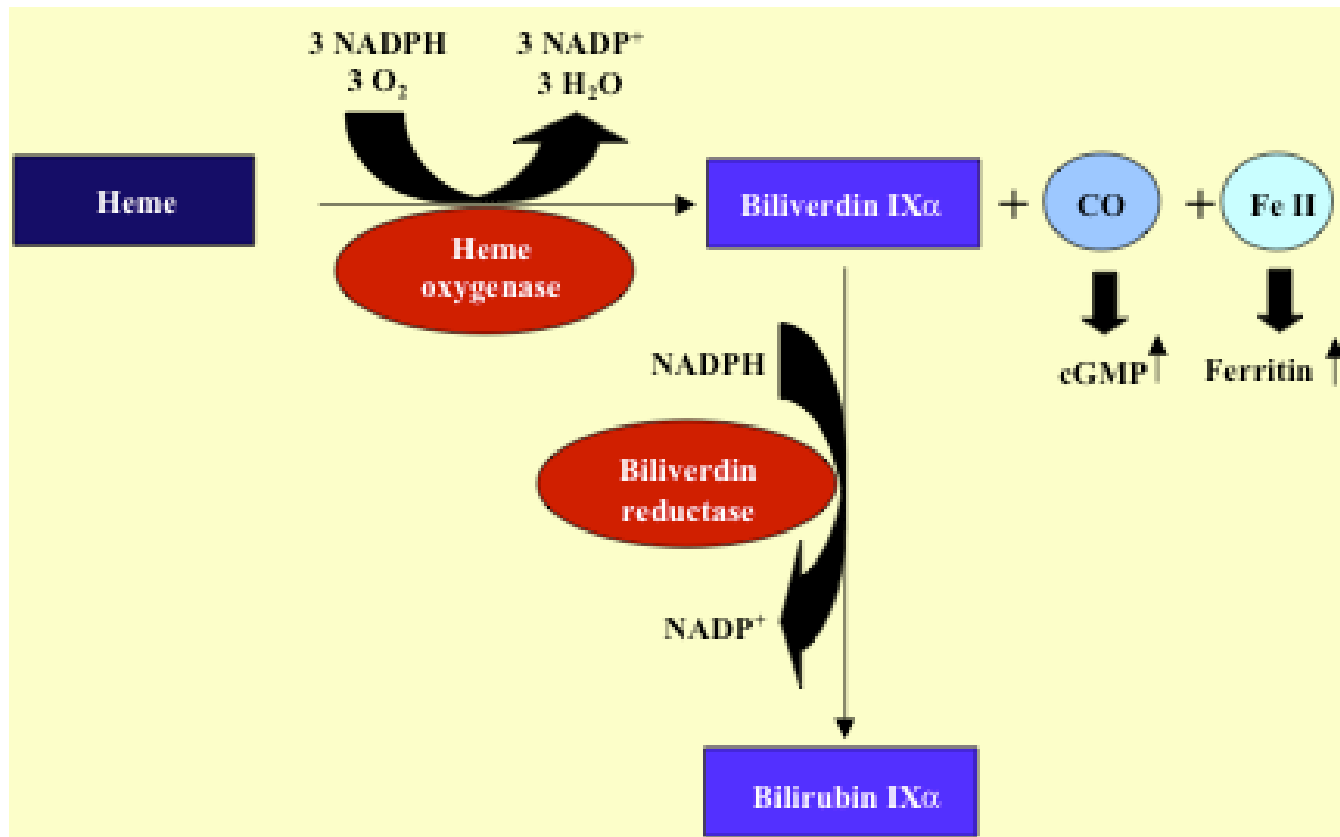 3 NADPH
3 O₂
3 NADP⁺
3 H₂O
Heme
Biliverdin IXα
+
CO
+
Fe II
Heme
oxygenase
NADPH
cGMP↑
Ferritin↑
Biliverdin
reductase
NADP⁺
Bilirubin IXα